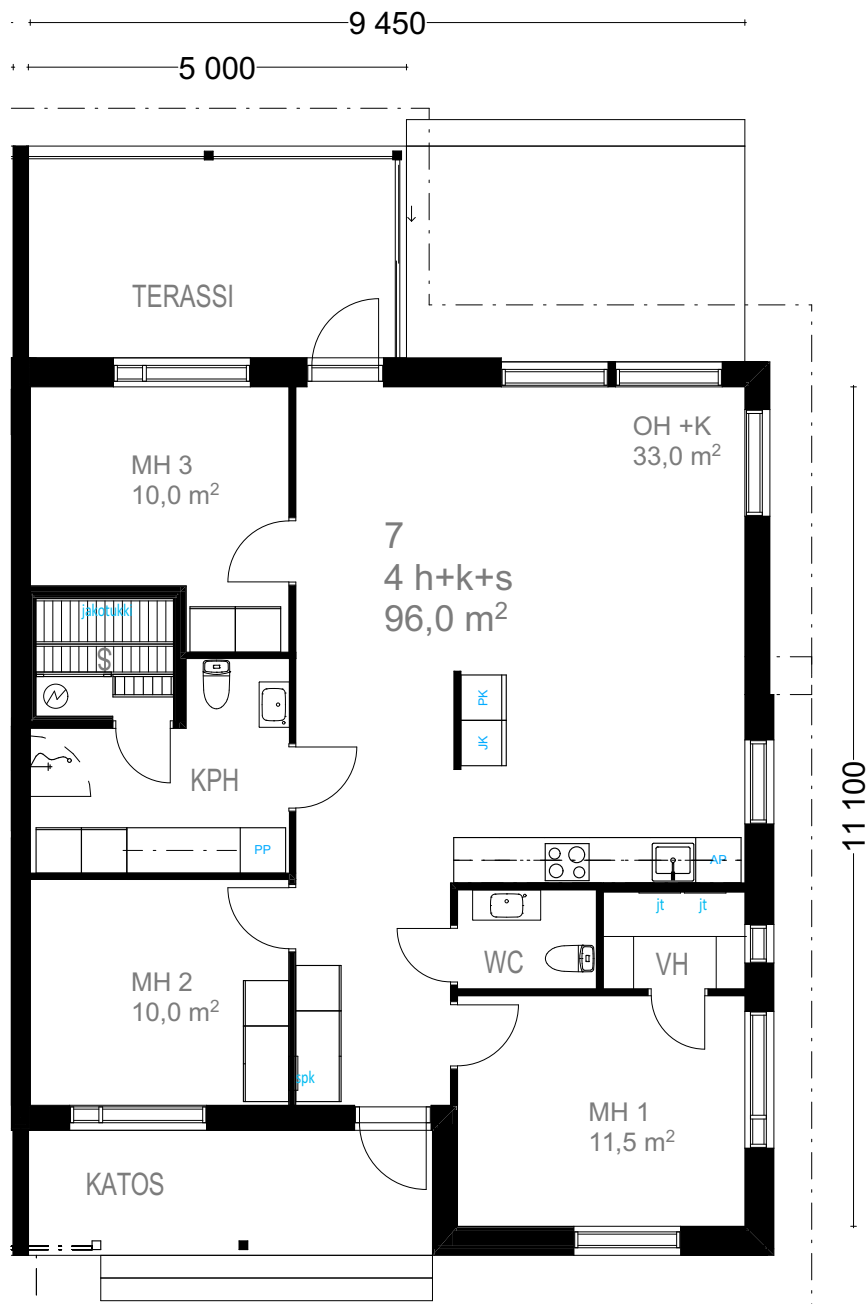 9 450
5 000
TERASSI
OH +K
33,0 m²
MH 3
10,0 m²
7
4 h+k+s
96,0 m²
jakotukki
S
PK
JK
KPH
11 100
PP
AP
jt
jt
WC
VH
MH 2
10,0 m²
spk
MH 1
11,5 m²
KATOS